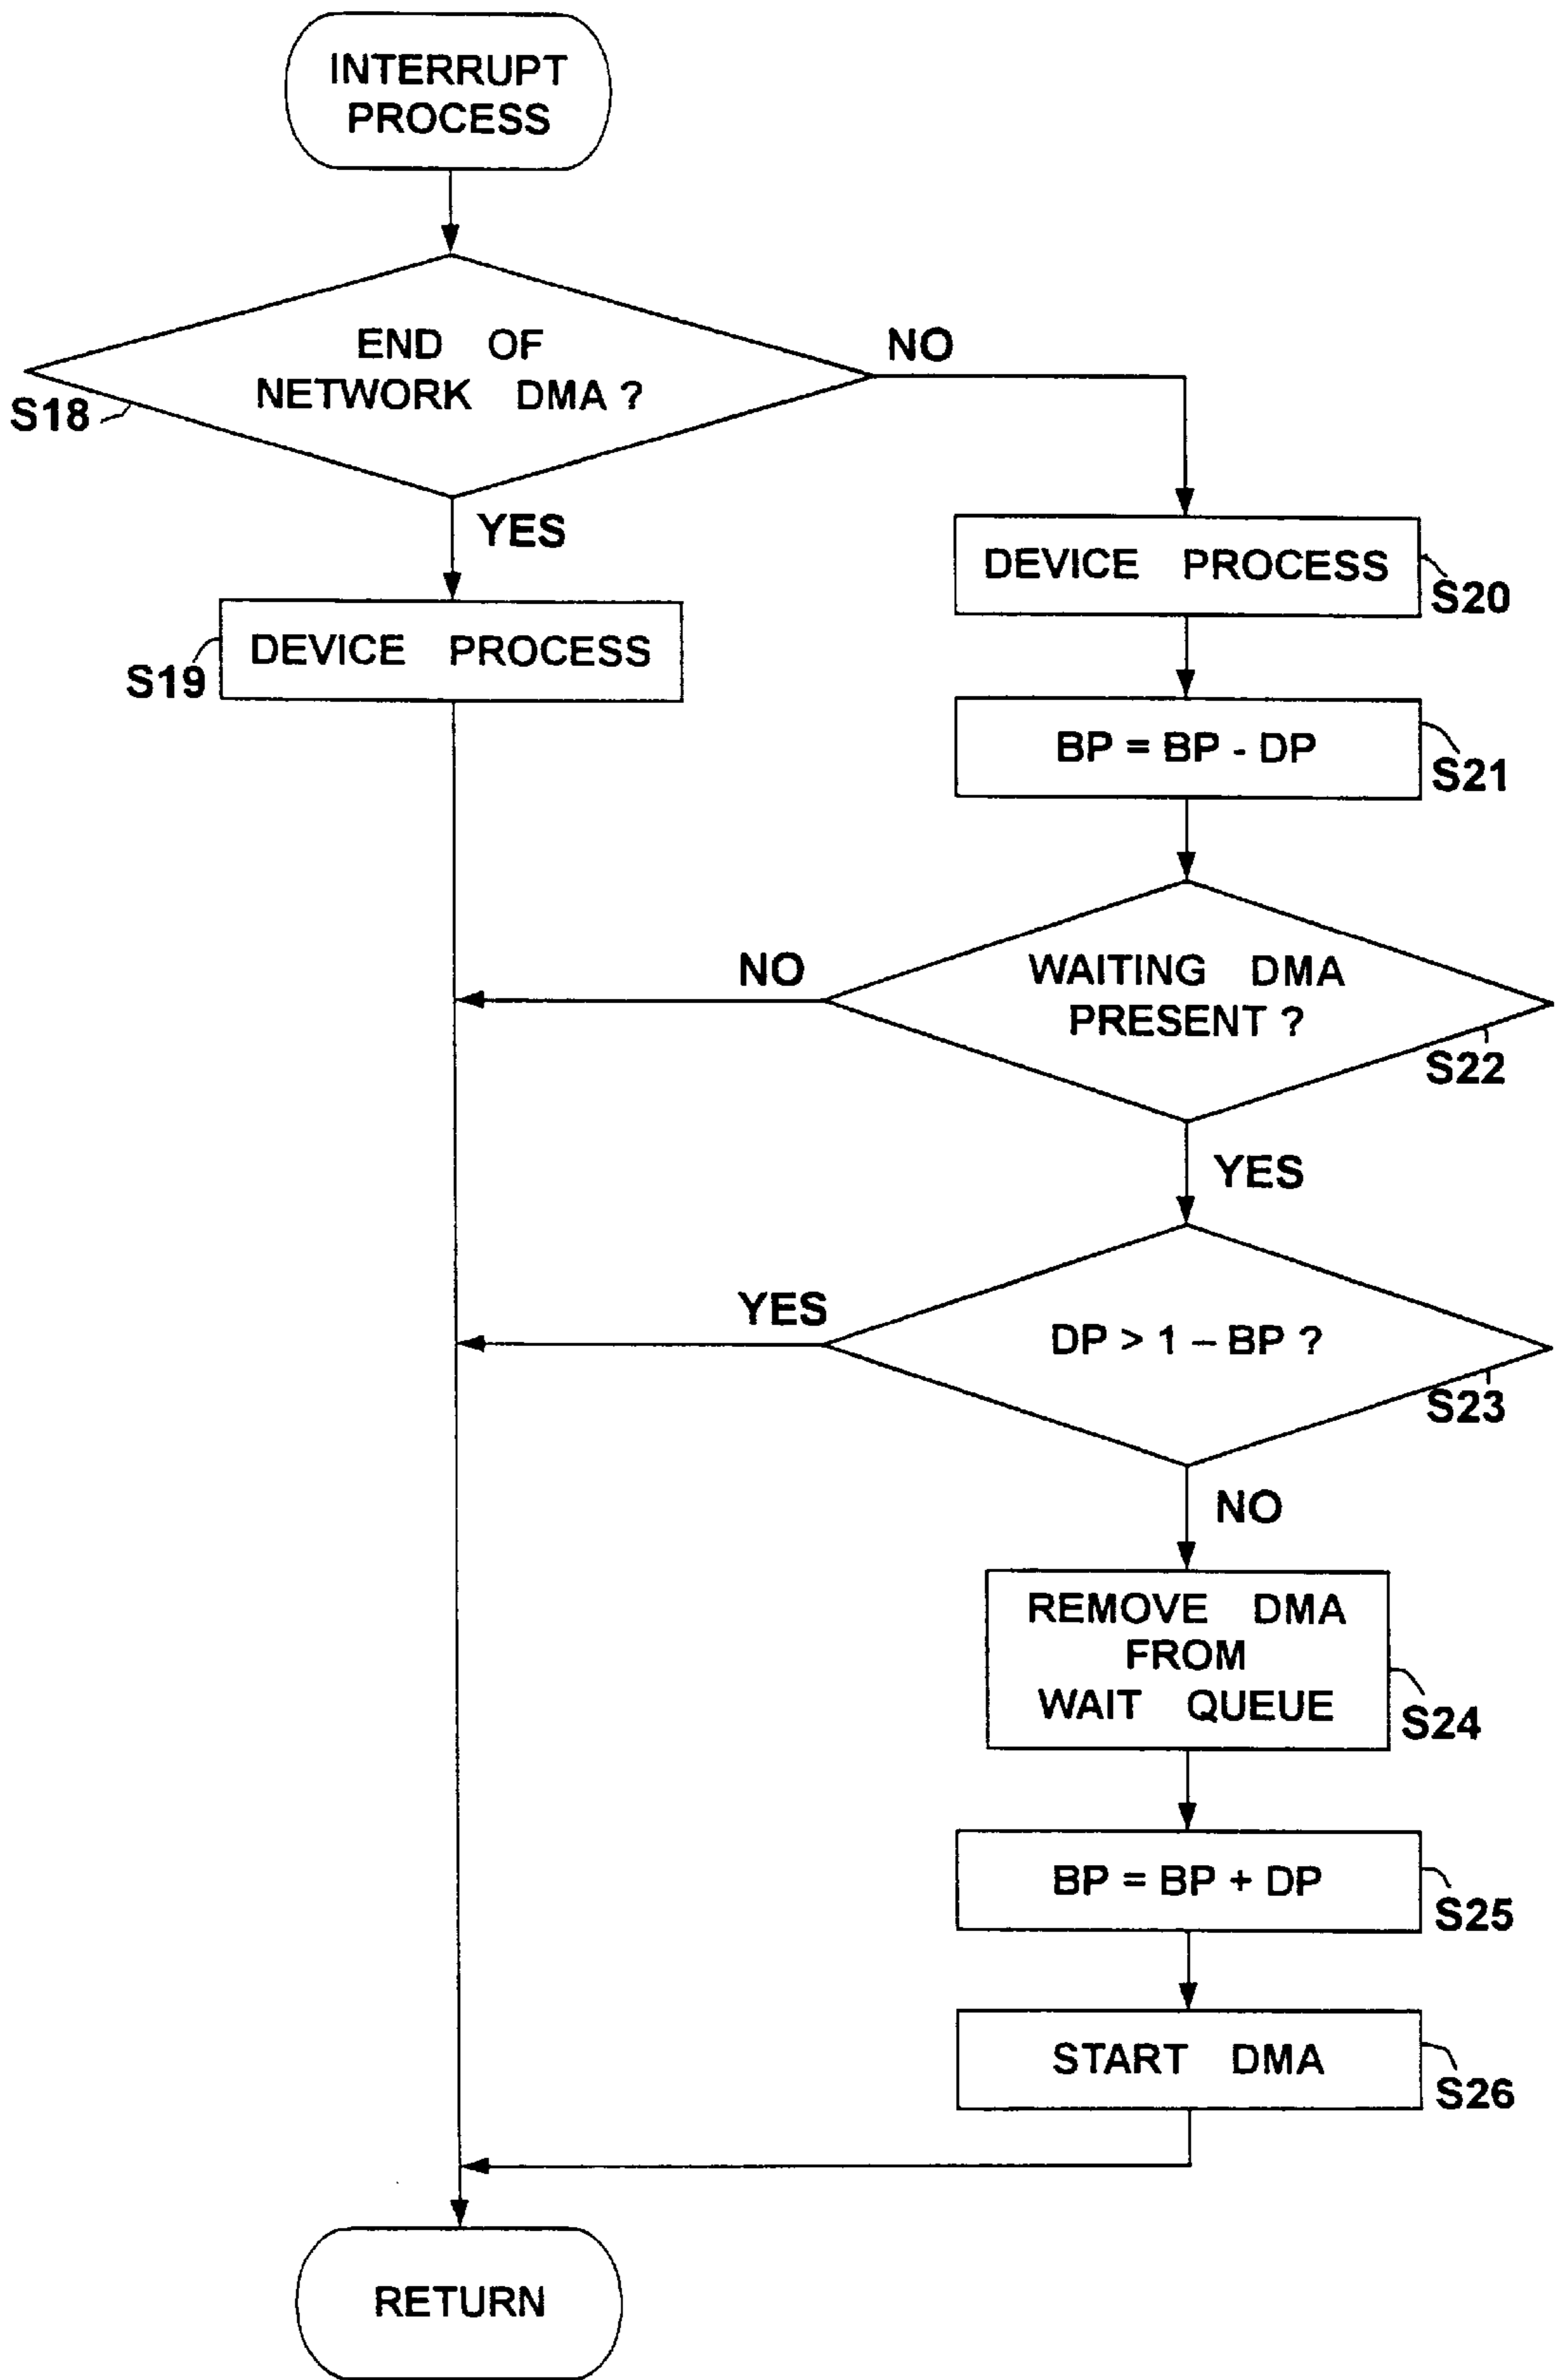 INTERRUPT
PROCESS
END OF
NETWORK DMA ?
NO
S18
YES
DEVICE PROCESS
S20
DEVICE PROCESS
S19
BP = BP - DP
S21
NO
WAITING DMA
PRESENT ?
S22
YES
YES
DP > 1 – BP ?
S23
NO
REMOVE DMA
FROM
WAIT QUEUE
S24
BP = BP + DP
S25
START DMA
S26
RETURN